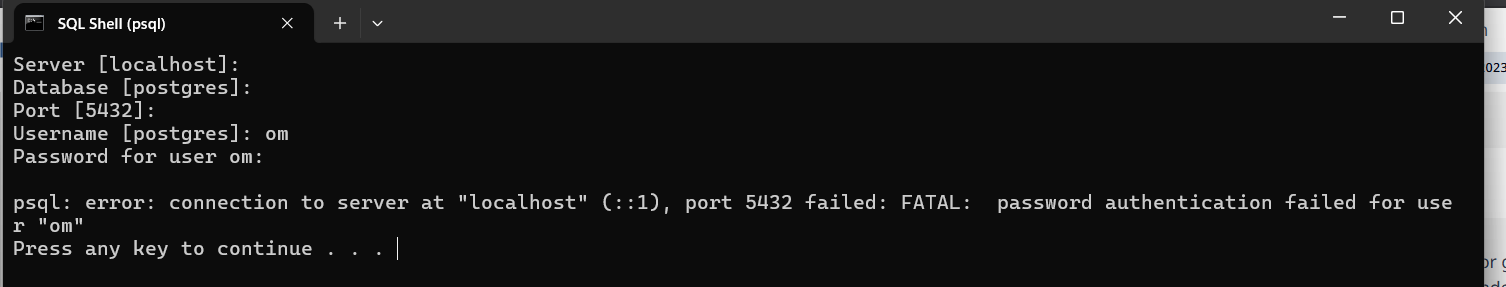 SQL Shell (psql)
Server [localhost]:
Database [postgres]:
Port [5432]:
Username [postgres]: om
Password for user om:
psql: error: connection to server at "localhost" (::1), port 5432 failed: FATAL:  password authentication failed for use
r "om"
Press any key to continue . . .
023